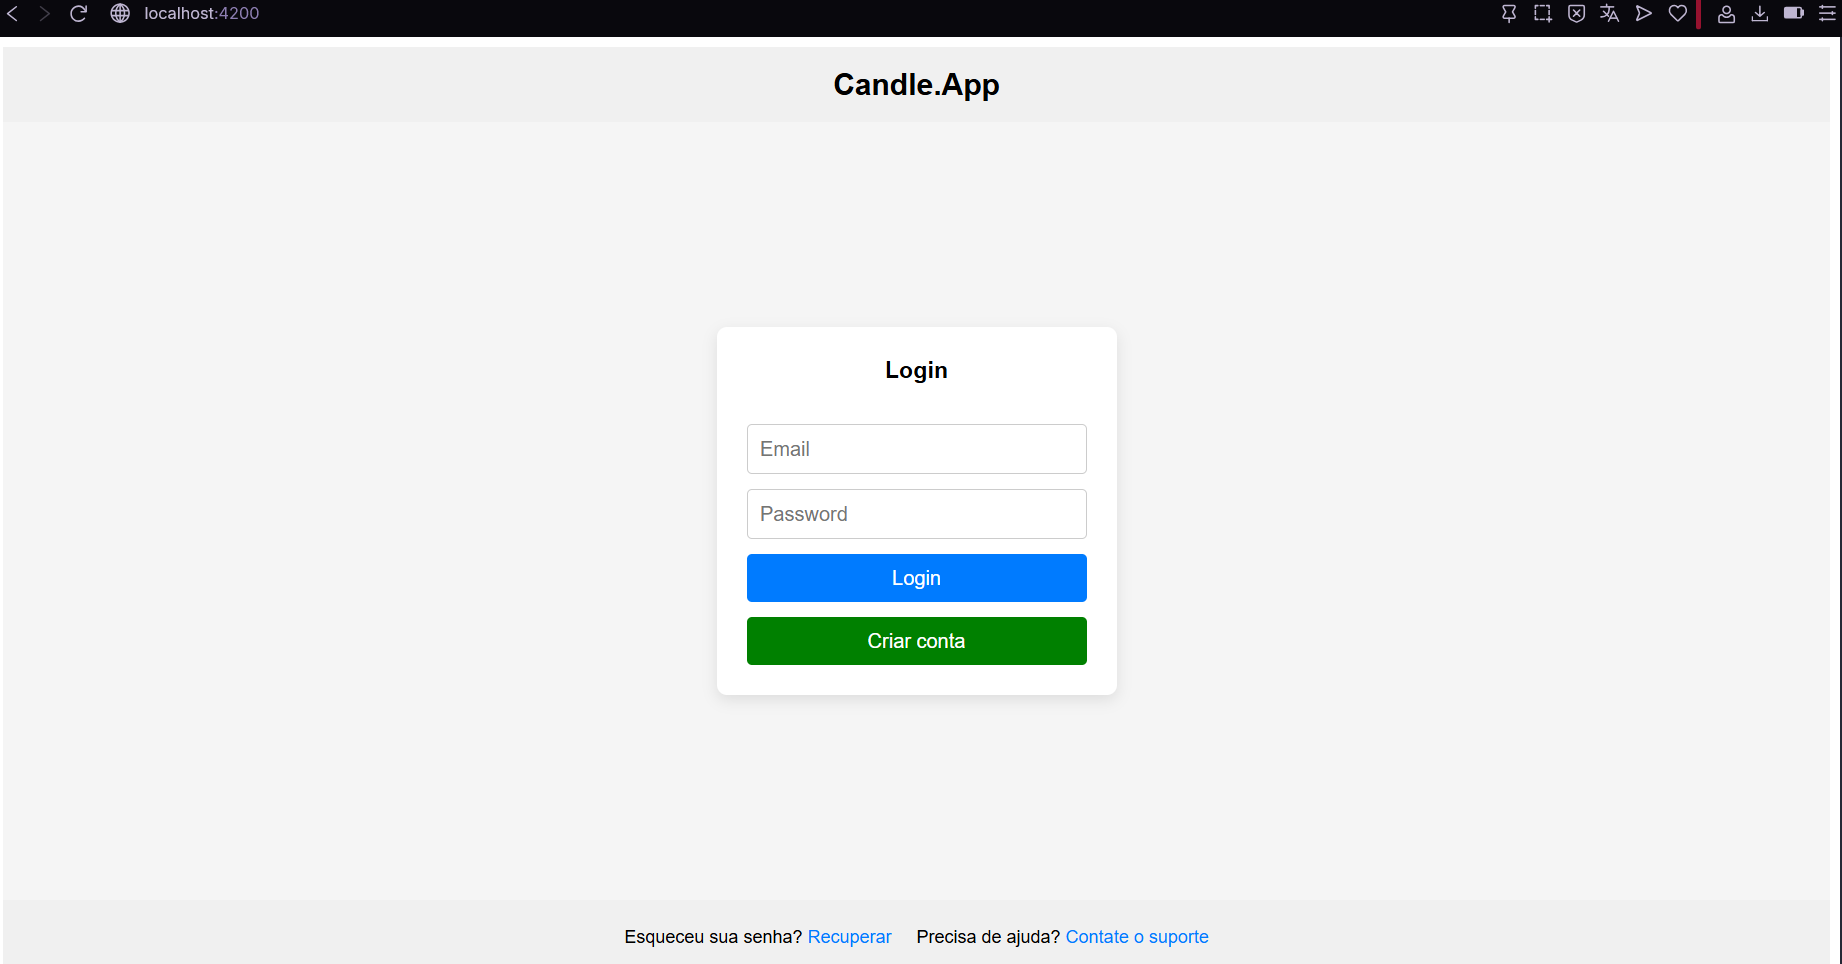 localhost:4200
Candle.App
Login
Email
Password
Login
Criar conta
Esqueceu sua senha? Recuperar Precisa de ajuda? Contate o suporte